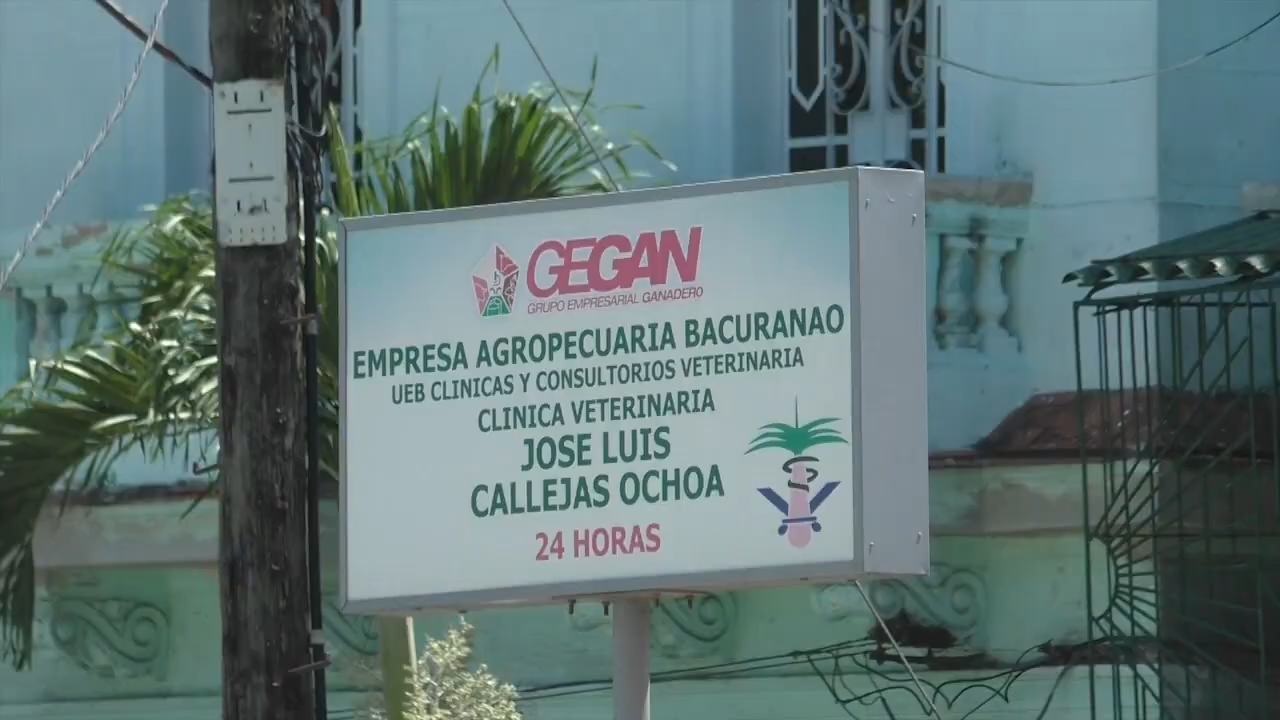 GEGAN
GRUPO EMPRESARIAL GANADERO
EMPRESA AGROPECUARIA BACURANAO
UEB CLINICAS Y CONSULTORIOS VETERINARIA
CLINICA VETERINARIA
JOSE LUIS
CALLEJAS OCHOA
24 HORAS